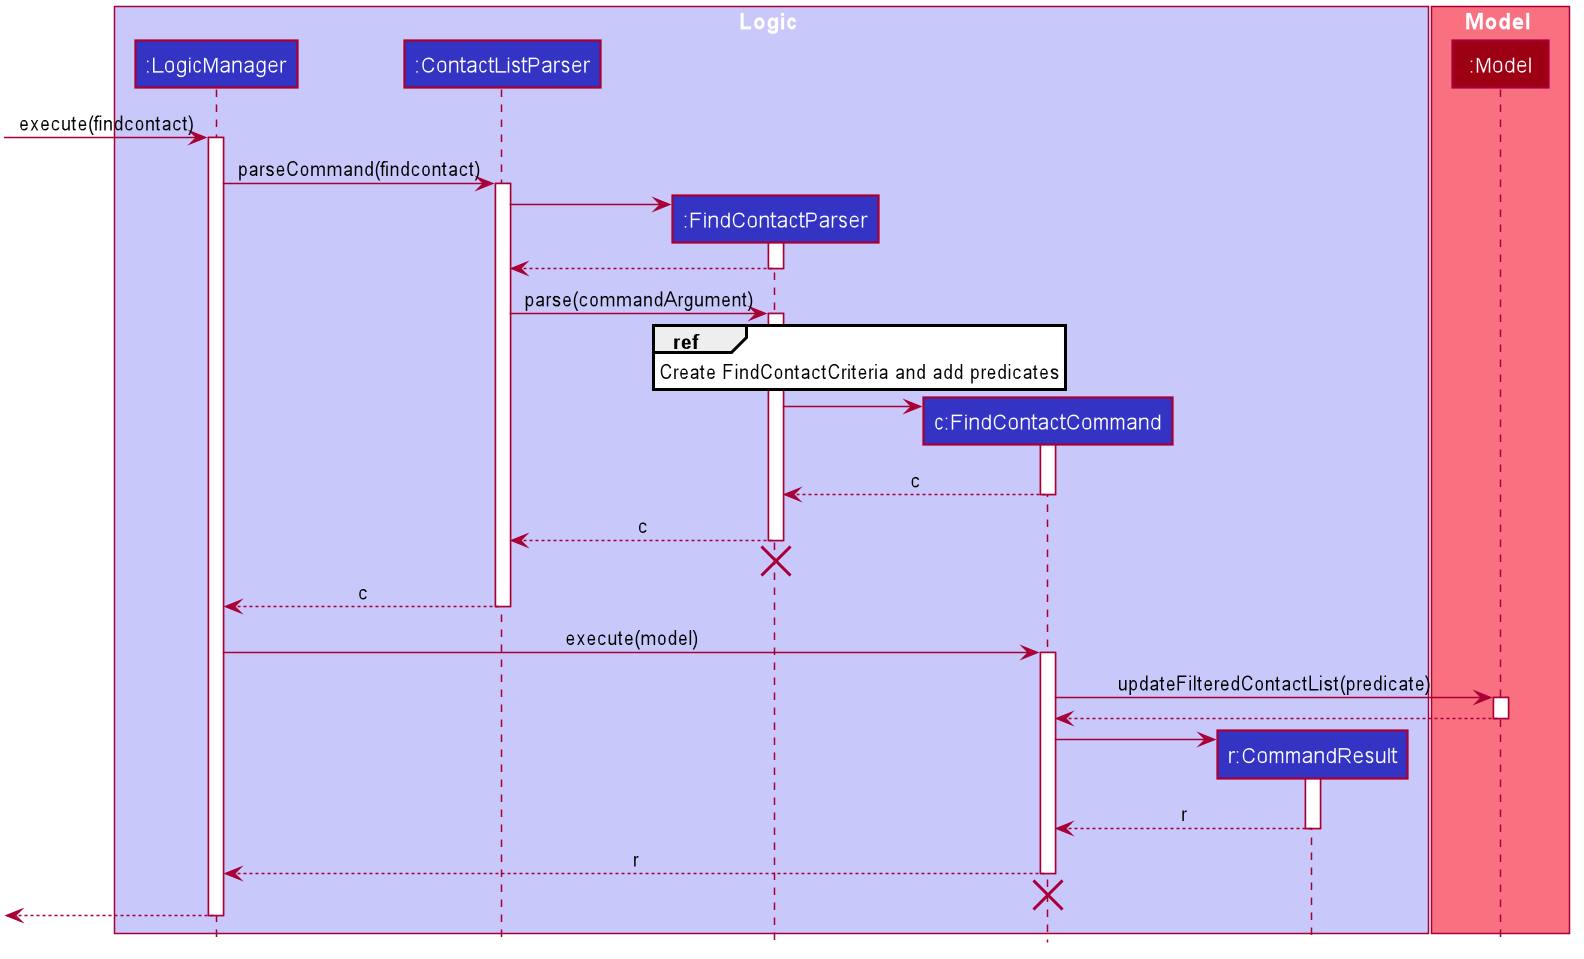 Logic
Model
:LogicManager
:ContactListParser
:Model
execute(findcontact)
parseCommand(findcontact)
:FindContactParser
parse(commandArgument)
ref
Create FindContactCriteria and add predicates
c:FindContactCommand
c
c
c
execute(model)
updateFilteredContactList(predicate)
r:CommandResult
r
r